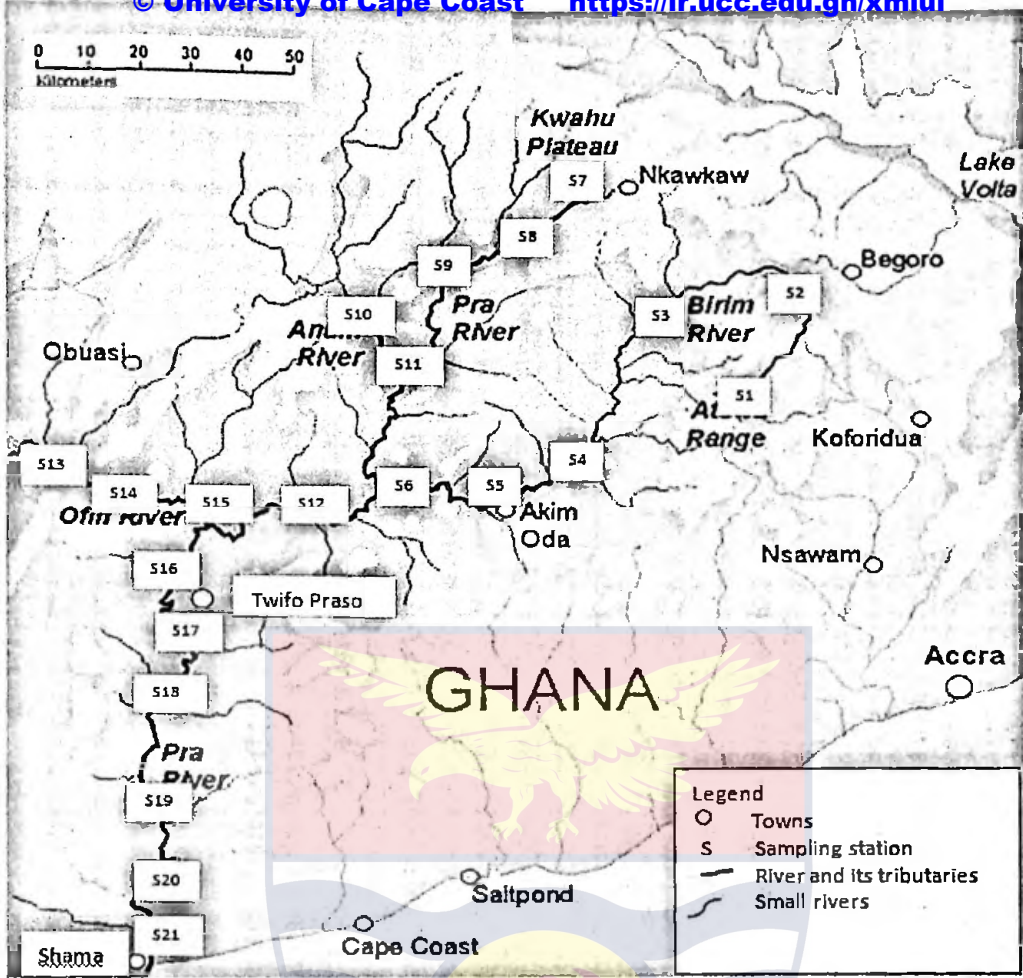 © University of Cape Coast https://ir.ucc.edu.gh/xmlui
0 10 20 30 40 50
Kilometers
Kwahu
Plateau
S7
Nkawkaw
Lake
Volta
S8
S9
Begoro
S2
S10
Pra
River
S3
Birim
River
River
Obuasi
S11
S1
Range
Koforidua
S13
S4
S14
S15
S12
S6
S5
Ofin River
Akim
Oda
Nsawam
S16
Twifo Praso
S17
Accra
S18
GHANA
Pra
River
S19
Legend
Towns
S Sampling station
River and its tributaries
Small rivers
S20
Saltpond
S21
Cape Coast
Shama